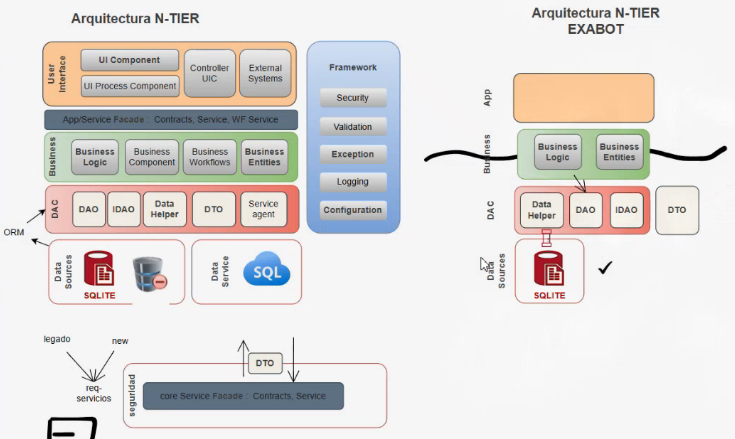 Arquitectura N-TIER
User Interface
UI Component
UI Process Component
Controller UIC
External Systems
App/Service Facade : Contracts, Service, WF Service
Business
Business Logic
Business Component
Business Workflows
Business Entities
DAC
DAO
IDAO
Data Helper
DTO
Service agent
ORM
Data Sources
SQLITE
Data Service
SQL
Framework
Security
Validation
Exception
Logging
Configuration
legado
new
req-servicios
seguridad
DTO
core Service Facade : Contracts, Service
Arquitectura N-TIER
EXABOT
App
Business
Business Logic
Business Entities
DAC
Data Helper
DAO
IDAO
DTO
Data Sources
SQLITE